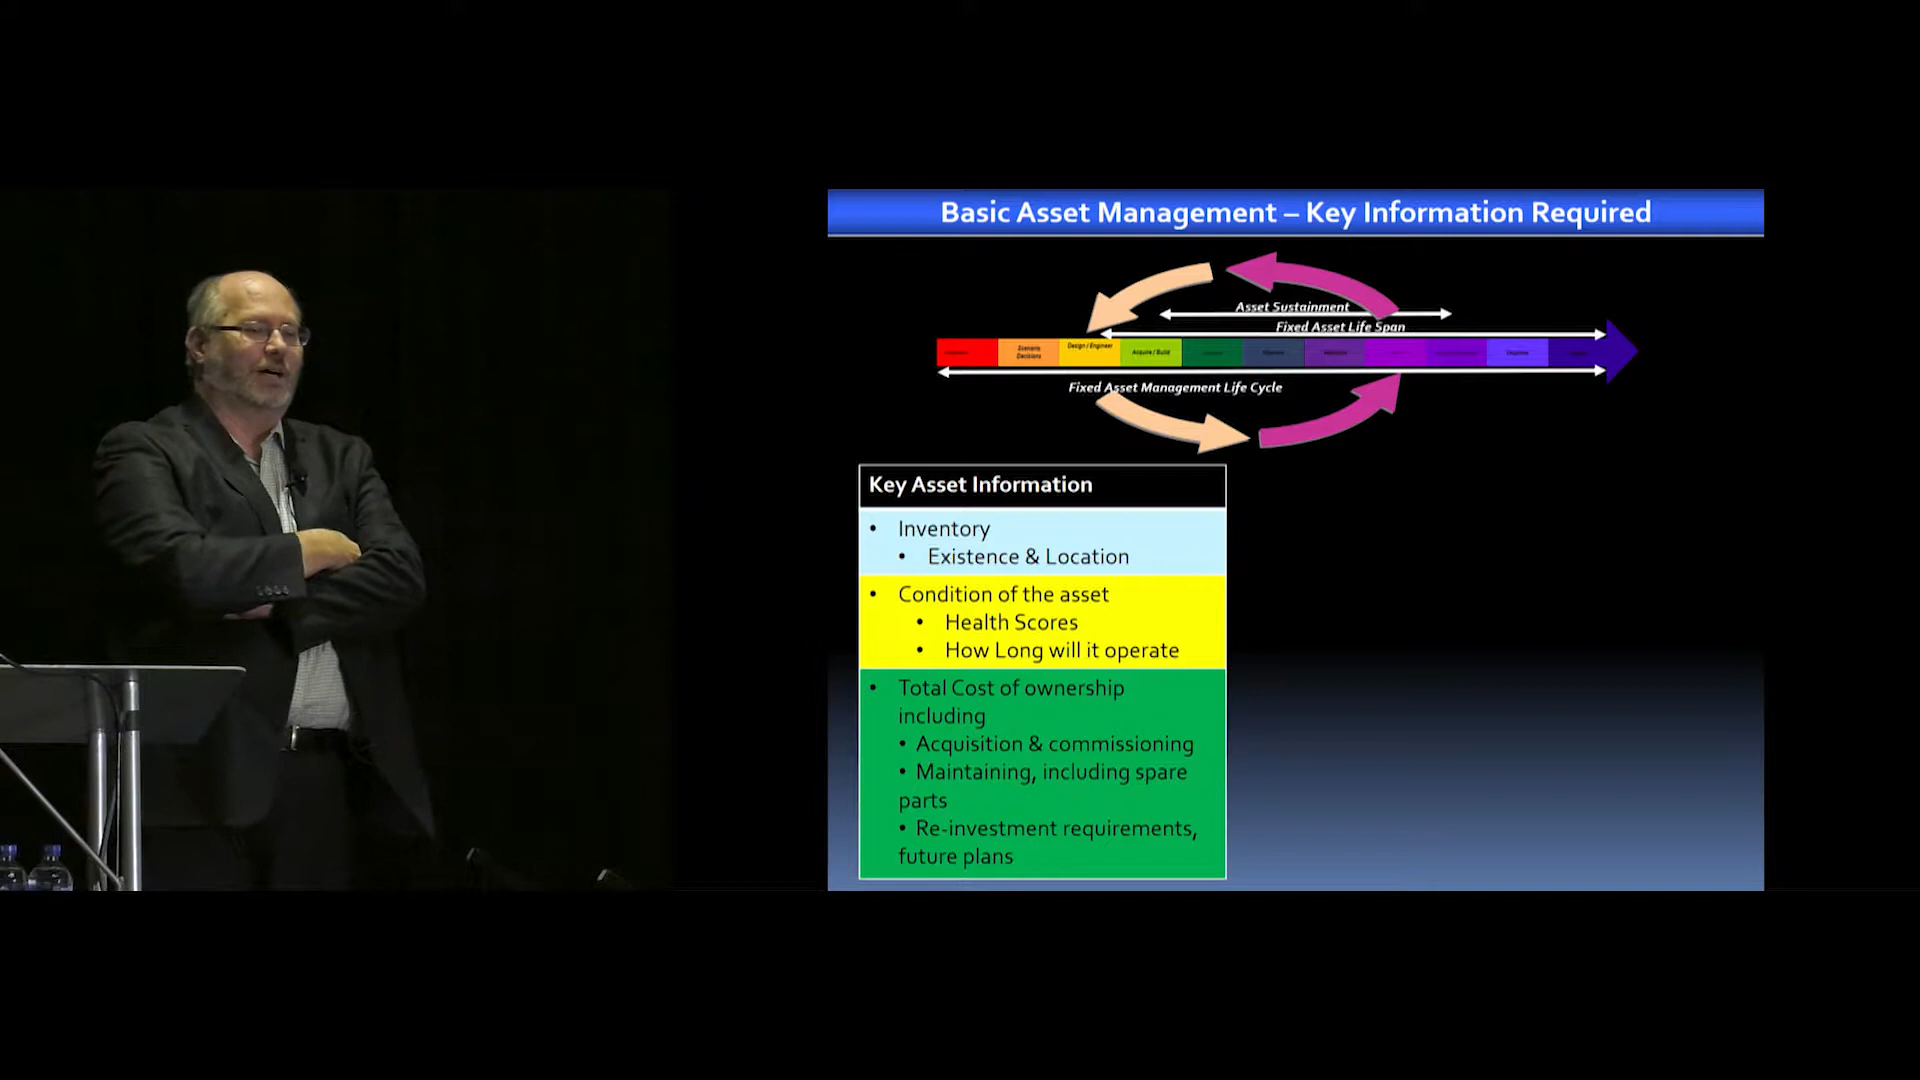 Basic Asset Management – Key Information Required
Asset Sustainment
Fixed Asset Life Span
Scenario
Decisions
Design / Engineer
Acquire / Build
Fixed Asset Management Life Cycle
Key Asset Information
• Inventory
• Existence & Location
• Condition of the asset
• Health Scores
• How Long will it operate
• Total Cost of ownership
including
• Acquisition & commissioning
• Maintaining, including spare
parts
• Re-investment requirements,
future plans